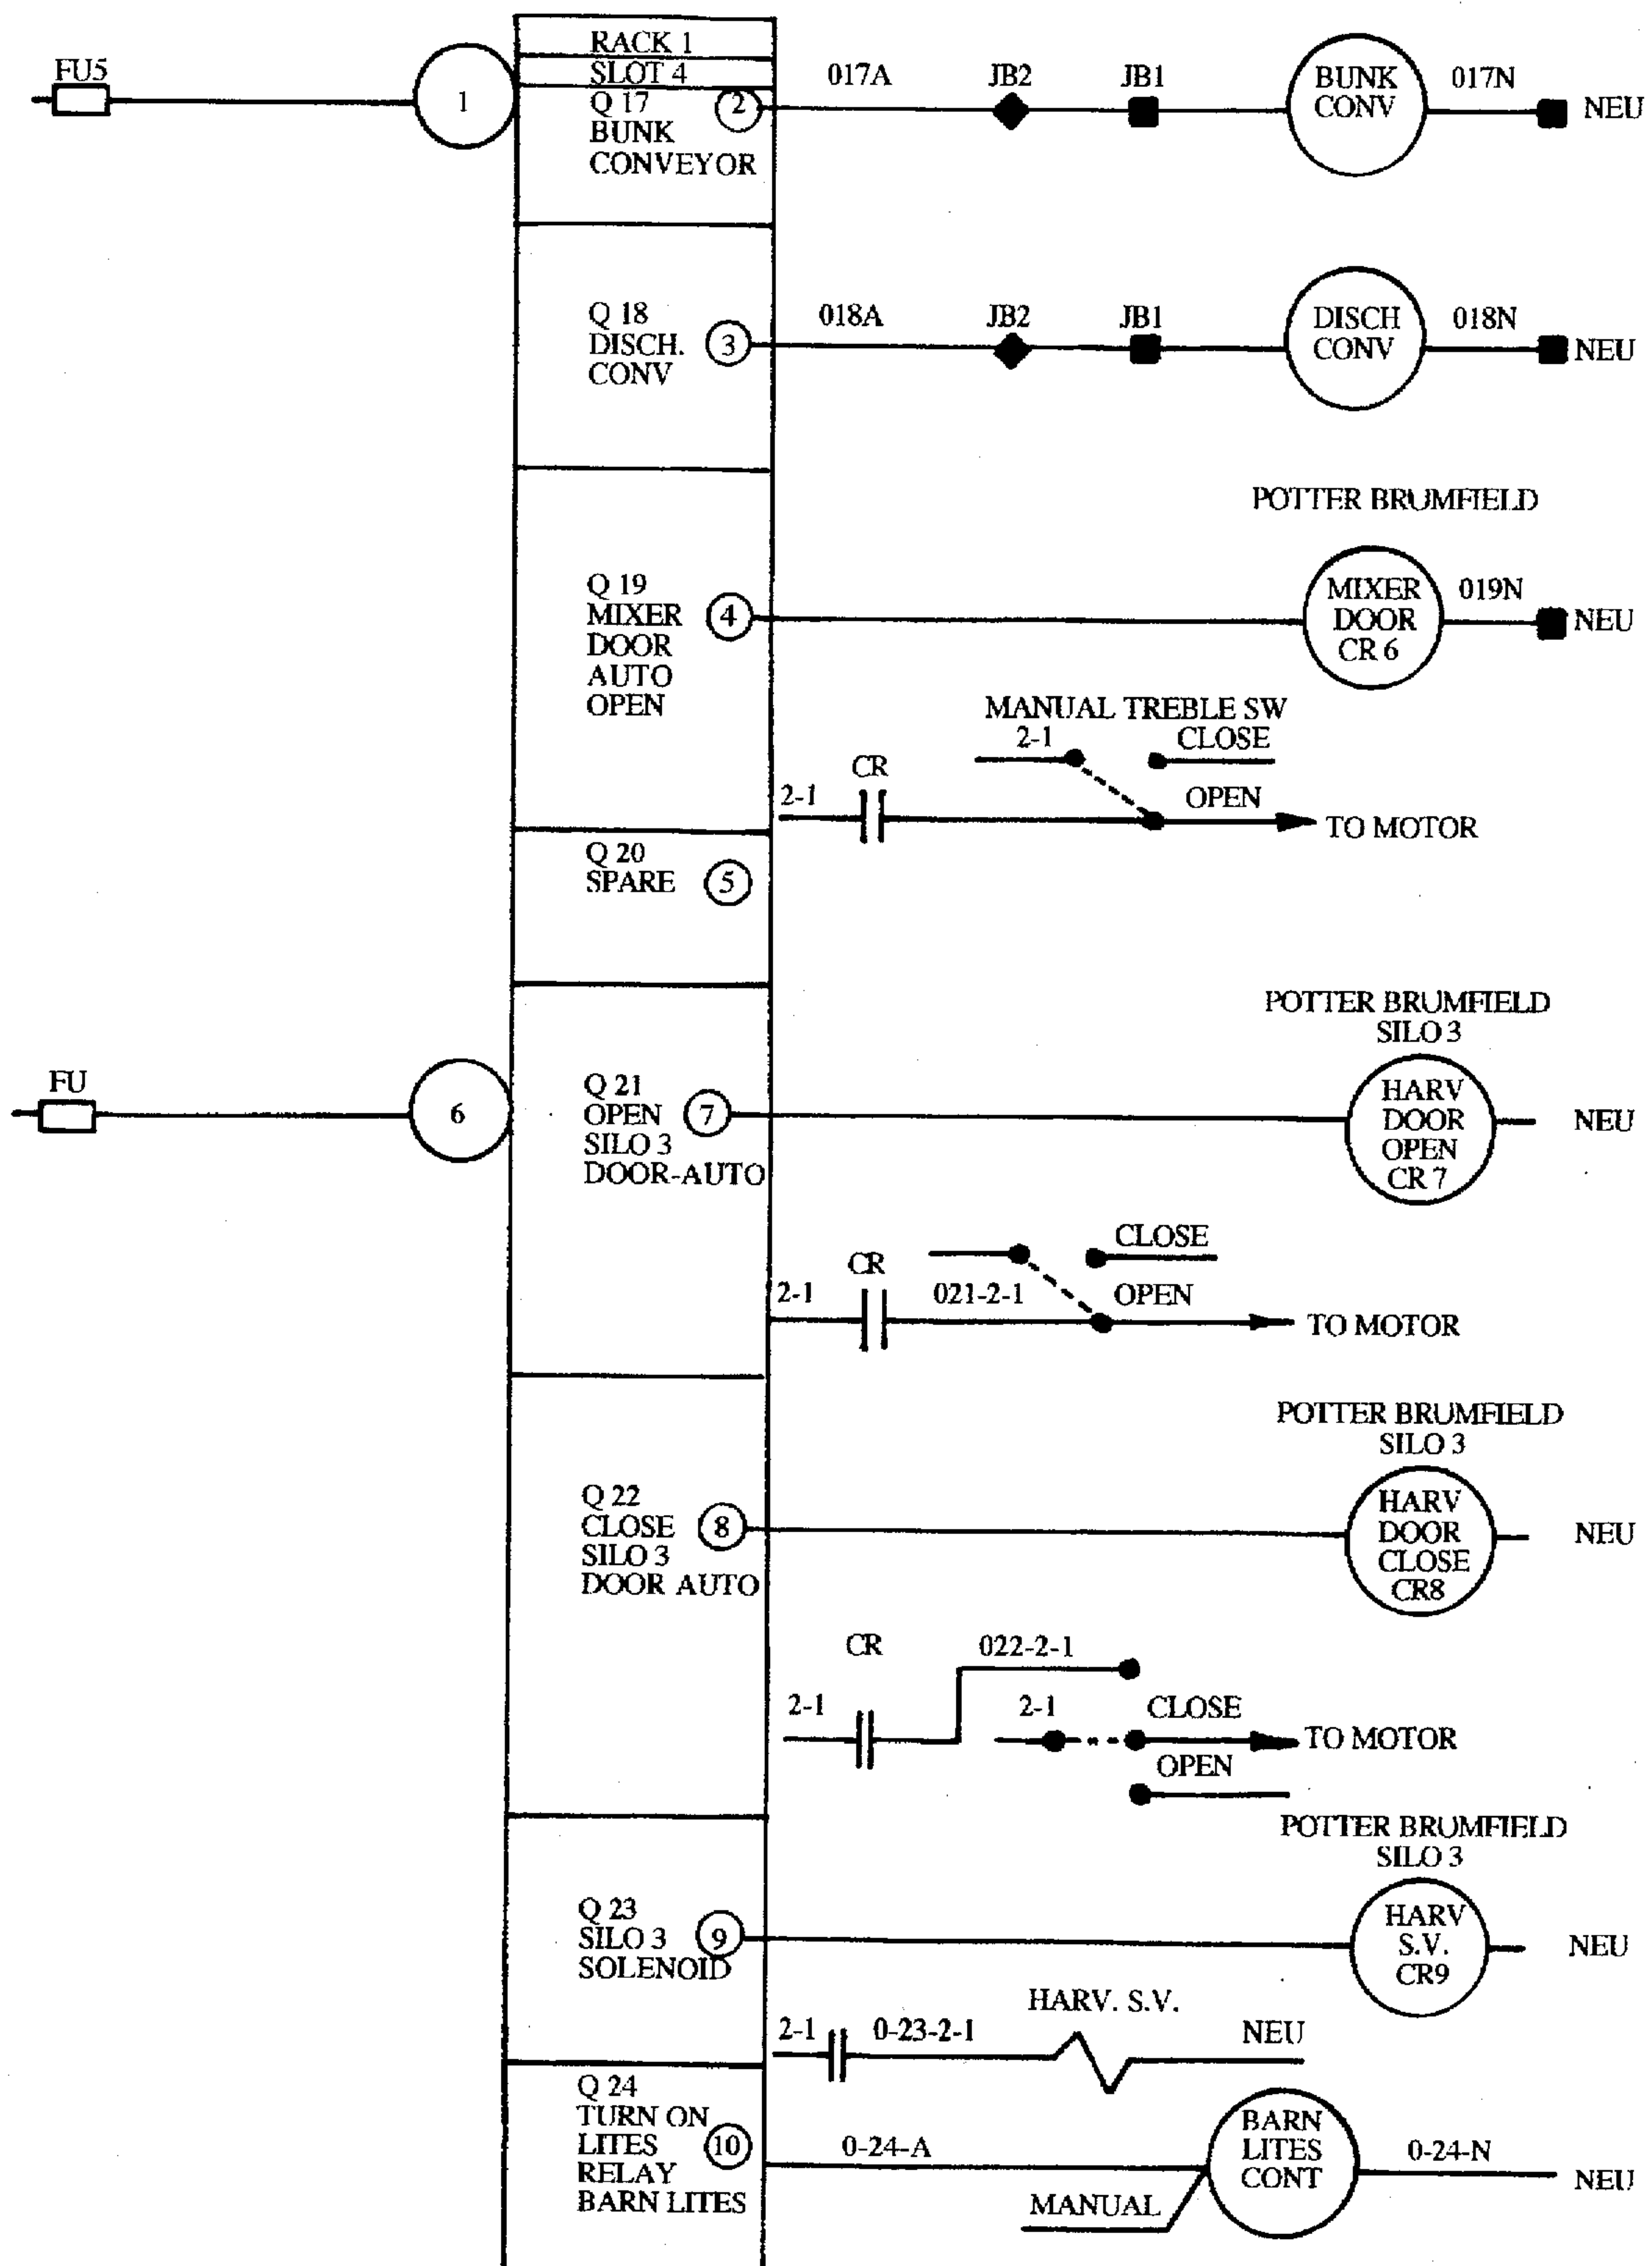 RACK 1
SLOT 4
FU5
1
Q 17
BUNK
CONVEYOR
2
017A
JB2
JB1
BUNK
CONV
017N
NEU
Q 18
DISCH.
CONV
3
018A
JB2
JB1
DISCH
CONV
018N
NEU
POTTER BRUMFIELD
Q 19
MIXER
DOOR
AUTO
OPEN
4
MIXER
DOOR
CR 6
019N
NEU
MANUAL TREBLE SW
2-1
CLOSE
CR
2-1
OPEN
TO MOTOR
Q 20
SPARE
5
POTTER BRUMFIELD
SILO 3
FU
6
Q 21
OPEN
SILO 3
DOOR-AUTO
7
HARV
DOOR
OPEN
CR 7
NEU
CLOSE
CR
2-1
021-2-1
OPEN
TO MOTOR
POTTER BRUMFIELD
SILO 3
Q 22
CLOSE
SILO 3
DOOR AUTO
8
HARV
DOOR
CLOSE
CR8
NEU
CR
022-2-1
2-1
2-1
CLOSE
TO MOTOR
OPEN
POTTER BRUMFIELD
SILO 3
Q 23
SILO 3
SOLENOID
9
HARV
S.V.
CR9
NEU
HARV. S.V.
2-1
0-23-2-1
NEU
Q 24
TURN ON
LITES
RELAY
BARN LITES
10
0-24-A
MANUAL
BARN
LITES
CONT
0-24-N
NEU